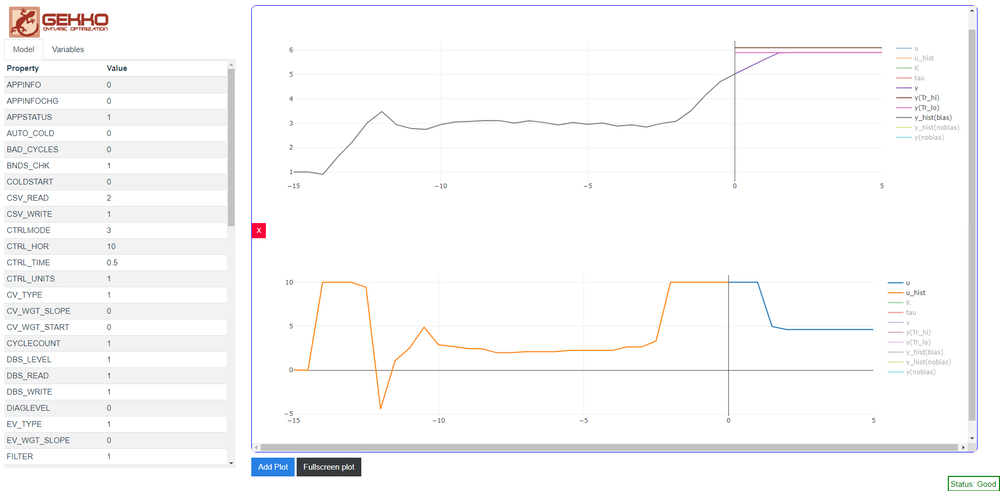 GEKKO
DYNAMIC OPTIMIZATION
Model Variables
Property Value
APPINFO 0
APPINFOCHG 0
APPSTATUS 1
AUTO_COLD 0
BAD_CYCLES 0
BNDS_CHK 1
COLDSTART 0
CSV_READ 2
CSV_WRITE 1
CTRLMODE 3
CTRL_HOR 10
CTRL_TIME 0.5
CTRL_UNITS 1
CV_TYPE 1
CV_WGT_SLOPE 0
CV_WGT_START 0
CYCLECOUNT 1
DBS_LEVEL 1
DBS_READ 1
DBS_WRITE 1
DIAGLEVEL 0
EV_TYPE 1
EV_WGT_SLOPE 0
FILTER 1
6
5
4
3
2
1
−15 −10 −5 0 5
u
u_hist
K
tau
y
y(Tr_hi)
y(Tr_lo)
y_hist(bias)
y_hist(nobias)
y(nobias)
X
10
5
0
−5
−15 −10 −5 0 5
u
u_hist
K
tau
y
y(Tr_hi)
y(Tr_lo)
y_hist(bias)
y_hist(nobias)
y(nobias)
Add Plot Fullscreen plot
Status: Good